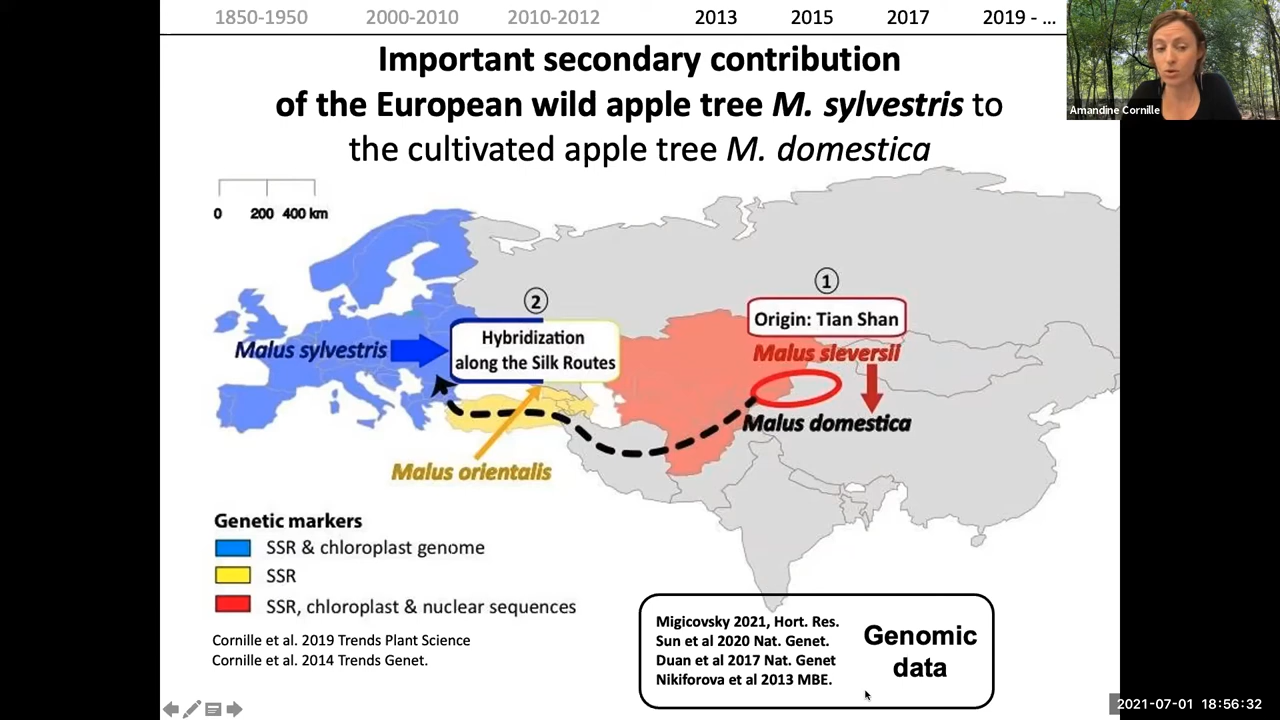 1850-1950 2000-2010 2010-2012 2013 2015 2017 2019 - ...
Important secondary contribution
of the European wild apple tree M. sylvestris to
the cultivated apple tree M. domestica
Amandine Cornille
0 200 400 km
1
Origin: Tian Shan
Malus sieversii
Malus domestica
2
Hybridization
along the Silk Routes
Malus sylvestris
Malus orientalis
Genetic markers
SSR & chloroplast genome
SSR
SSR, chloroplast & nuclear sequences
Cornille et al. 2019 Trends Plant Science
Cornille et al. 2014 Trends Genet.
Migicovsky 2021, Hort. Res.
Sun et al 2020 Nat. Genet.
Duan et al 2017 Nat. Genet
Nikiforova et al 2013 MBE.
Genomic
data
2021-07-01 18:56:32